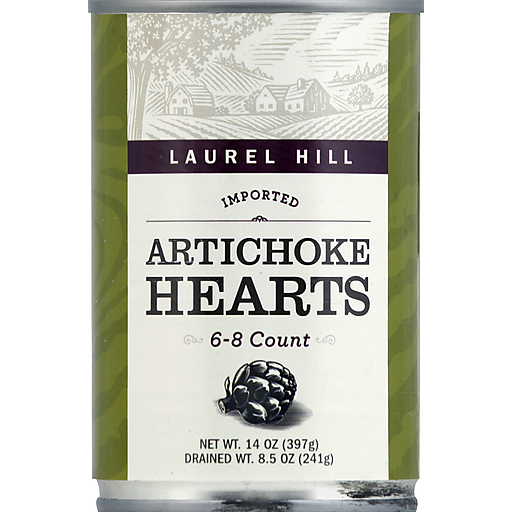 LAUREL HILL
IMPORTED
ARTICHOKE
HEARTS
6-8 Count
NET WT. 14 OZ (397g)
DRAINED WT. 8.5 OZ (241g)